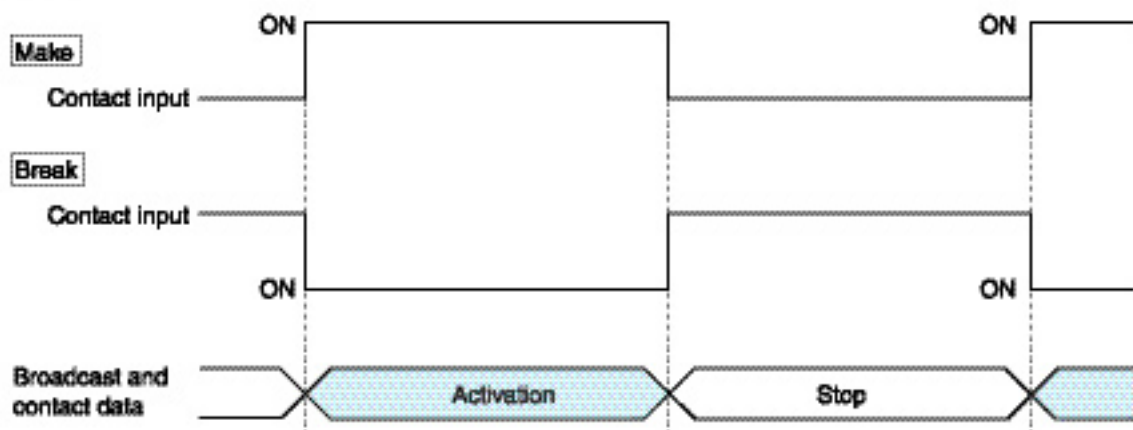 ON
ON
Make
Contact input
Break
Contact input
ON
ON
Broadcast and
contact data
Activation
Stop